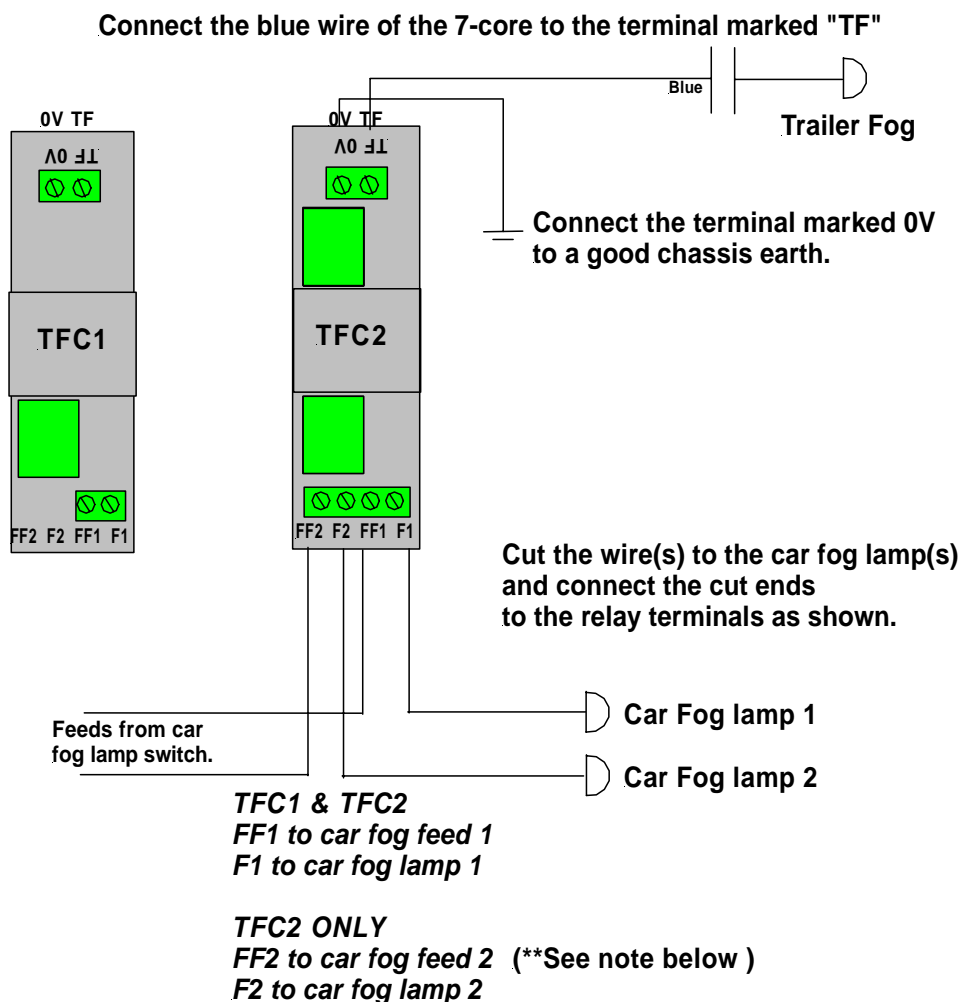 Connect the blue wire of the 7-core to the terminal marked "TF"
Blue
Trailer Fog
0V TF
0V TF
TF 0V
TF 0V
Connect the terminal marked 0V
to a good chassis earth.
TFC1
TFC2
FF2 F2 FF1 F1
FF2 F2 FF1 F1
Cut the wire(s) to the car fog lamp(s)
and connect the cut ends
to the relay terminals as shown.
Feeds from car
fog lamp switch.
Car Fog lamp 1
Car Fog lamp 2
TFC1 & TFC2
FF1 to car fog feed 1
F1 to car fog lamp 1
TFC2 ONLY
FF2 to car fog feed 2 (**See note below )
F2 to car fog lamp 2